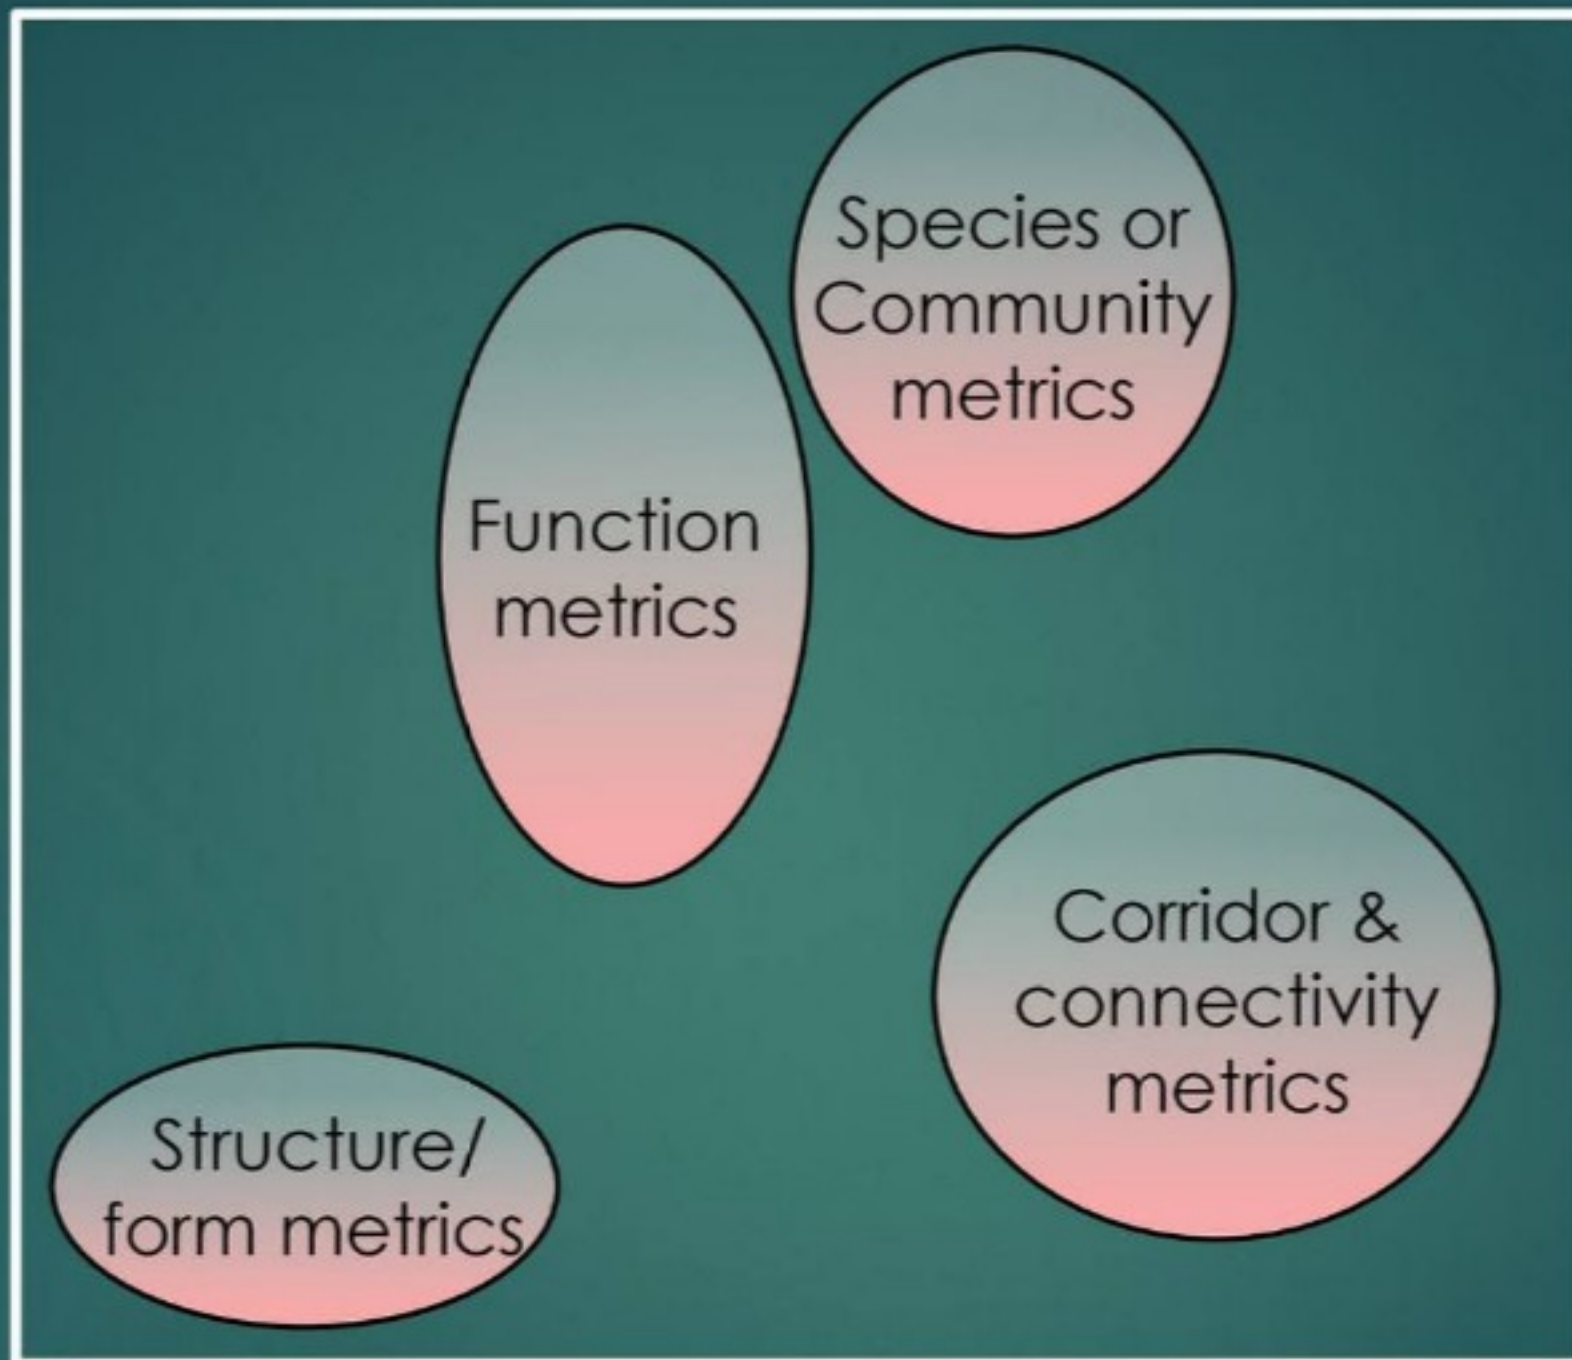 Species or
Community
metrics
Function
metrics
Corridor &
connectivity
metrics
Structure/
form metrics